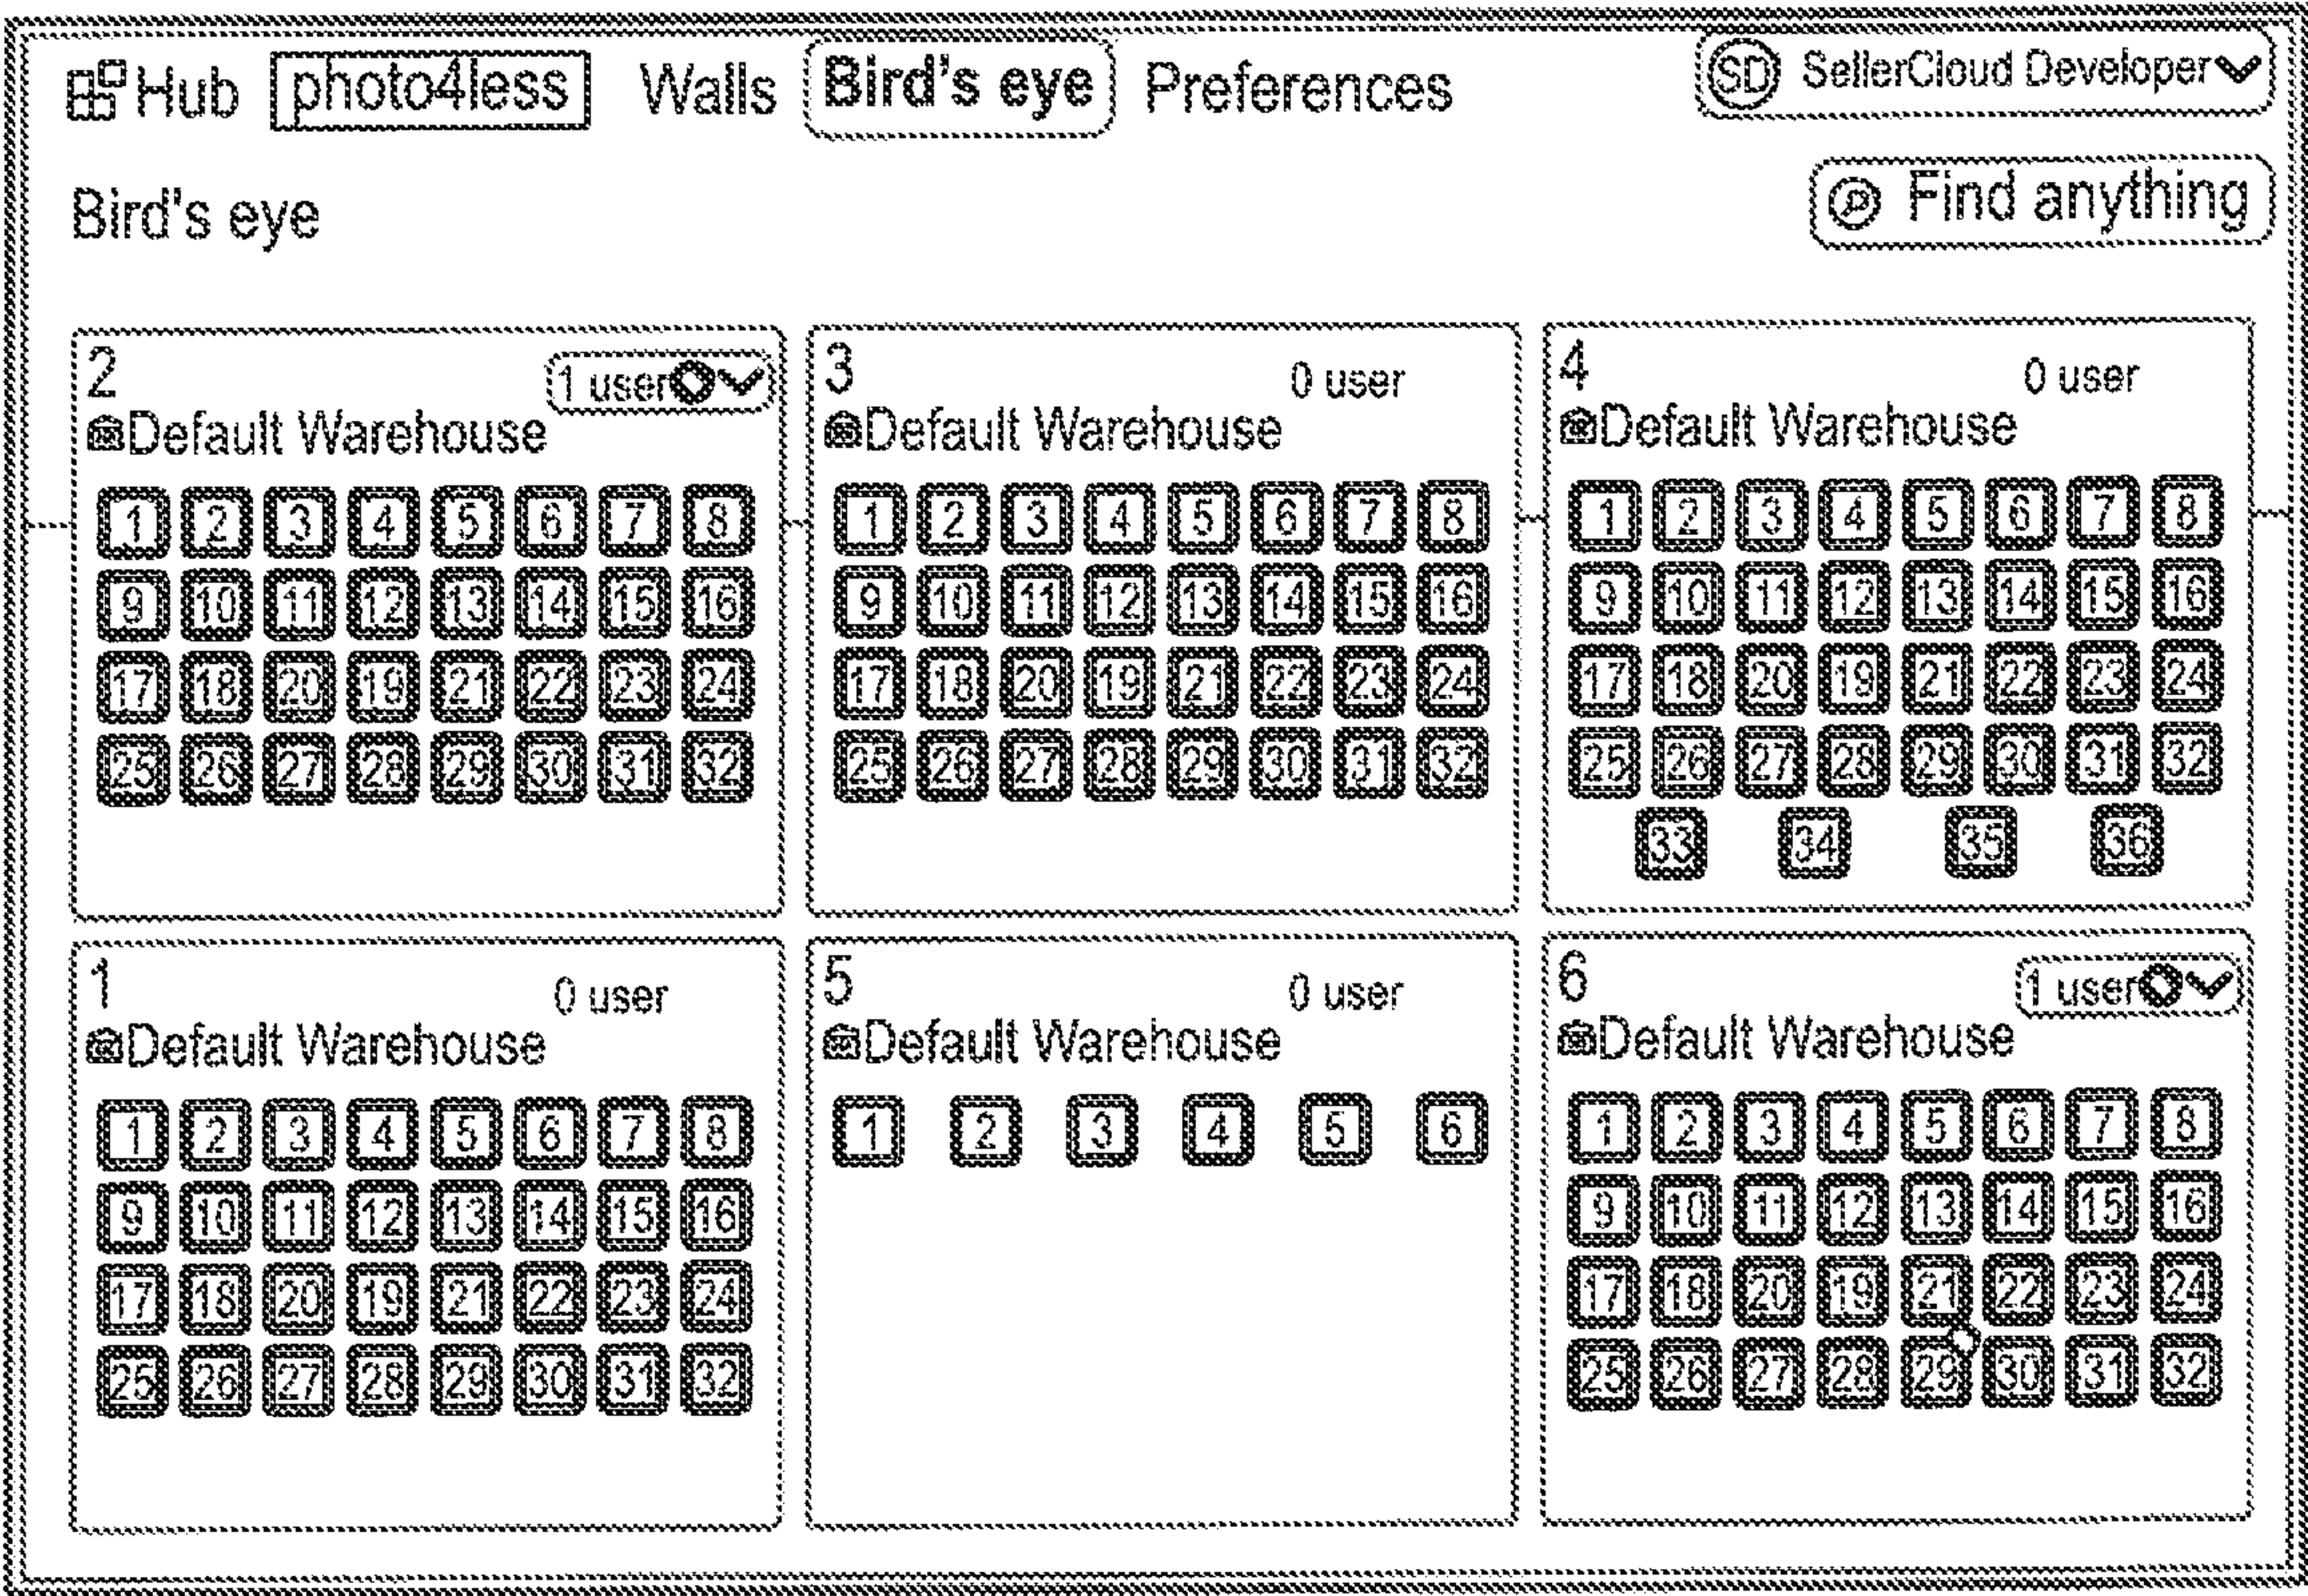 Hub photo4less Walls Bird's eye Preferences SD SellerCloud Developer
Bird's eye Find anything
2 1 user
Default Warehouse
1 2 3 4 5 6 7 8
9 10 11 12 13 14 15 16
17 18 20 19 21 22 23 24
25 26 27 28 29 30 31 32
3 0 user
Default Warehouse
1 2 3 4 5 6 7 8
9 10 11 12 13 14 15 16
17 18 20 19 21 22 23 24
25 26 27 28 29 30 31 32
4 0 user
Default Warehouse
1 2 3 4 5 6 7 8
9 10 11 12 13 14 15 16
17 18 20 19 21 22 23 24
25 26 27 28 29 30 31 32
33 34 35 36
1 0 user
Default Warehouse
1 2 3 4 5 6 7 8
9 10 11 12 13 14 15 16
17 18 20 19 21 22 23 24
25 26 27 28 29 30 31 32
5 0 user
Default Warehouse
1 2 3 4 5 6
6 1 user
Default Warehouse
1 2 3 4 5 6 7 8
9 10 11 12 13 14 15 16
17 18 20 19 21 22 23 24
25 26 27 28 29 30 31 32